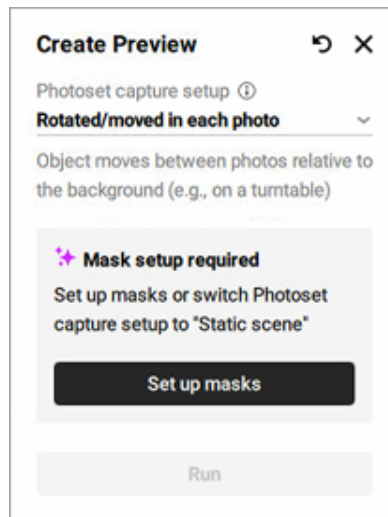 Create Preview
Photoset capture setup
Rotated/moved in each photo
Object moves between photos relative to
the background (e.g., on a turntable)
Mask setup required
Set up masks or switch Photoset
capture setup to "Static scene"
Set up masks
Run